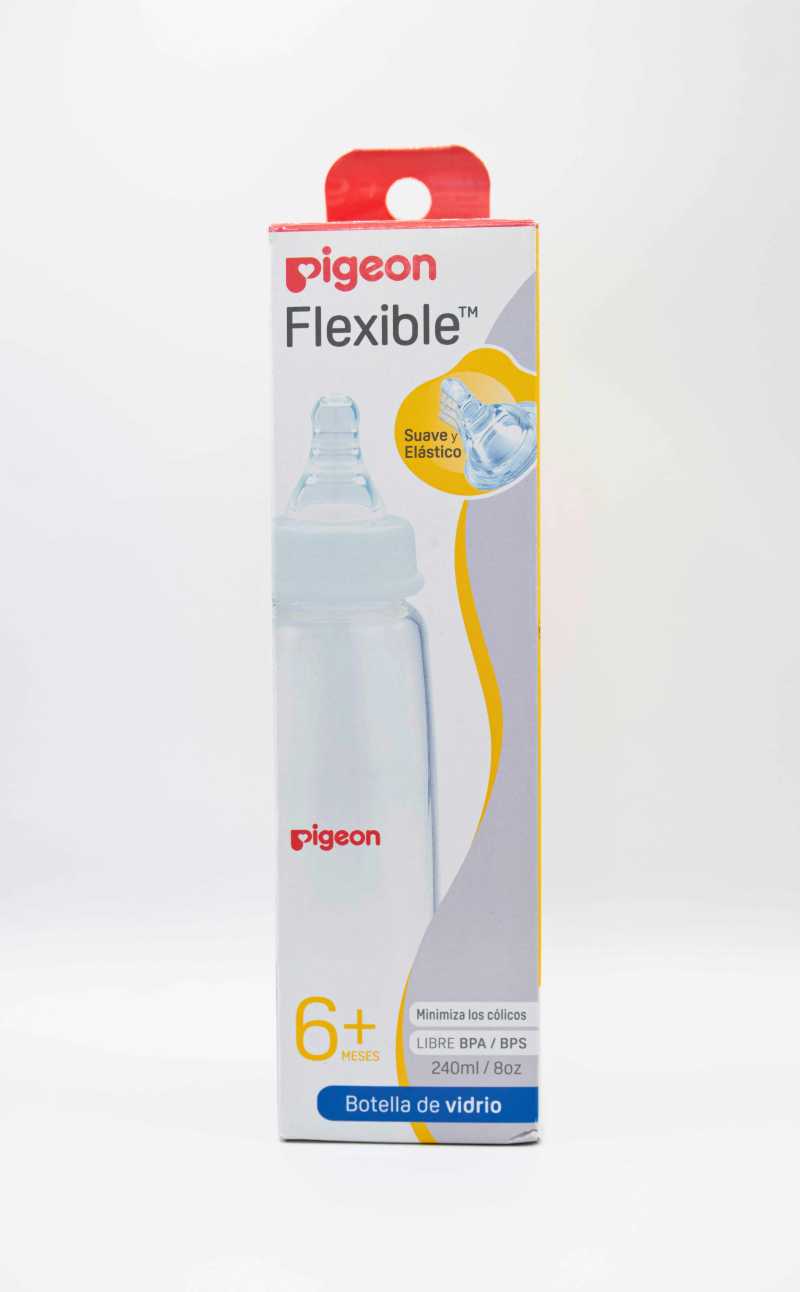 pigeon
Flexible™
Suave y
Elástico
pigeon
6+
MESES
Minimiza los cólicos
LIBRE BPA / BPS
240ml / 8oz
Botella de vidrio